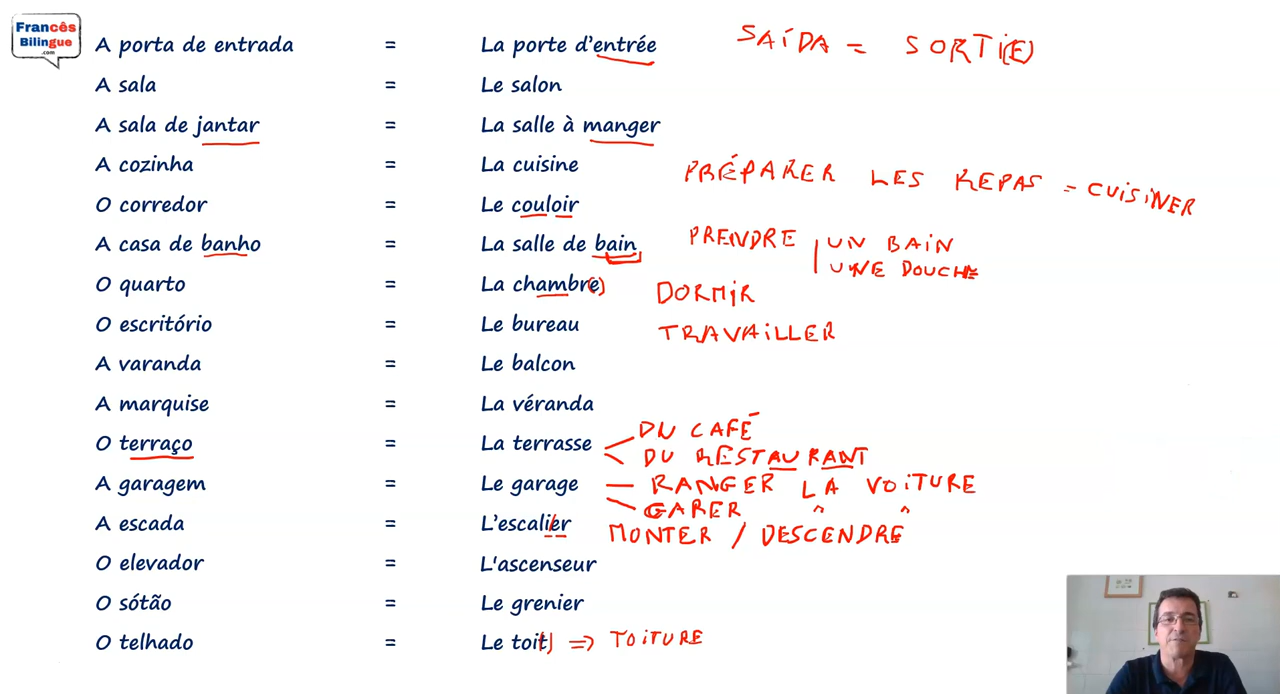 Francês
Bilíngue
.com
A porta de entrada = La porte d'entrée SAÍDA = SORTI(E)
A sala = Le salon
A sala de jantar = La salle à manger
A cozinha = La cuisine PRÉPARER LES REPAS = CUISINER
O corredor = Le couloir
A casa de banho = La salle de bain PRENDRE UN BAIN
UNE DOUCHE
O quarto = La chambre() DORMIR
O escritório = Le bureau TRAVAILLER
A varanda = Le balcon
A marquise = La véranda
DU CAFÉ
O terraço = La terrasse DU RESTAURANT
A garagem = Le garage RANGER LA VOITURE
GARER " "
A escada = L'escalier MONTER / DESCENDRE
O elevador = L'ascenseur
O sótão = Le grenier
O telhado = Le toit() => TOITURE